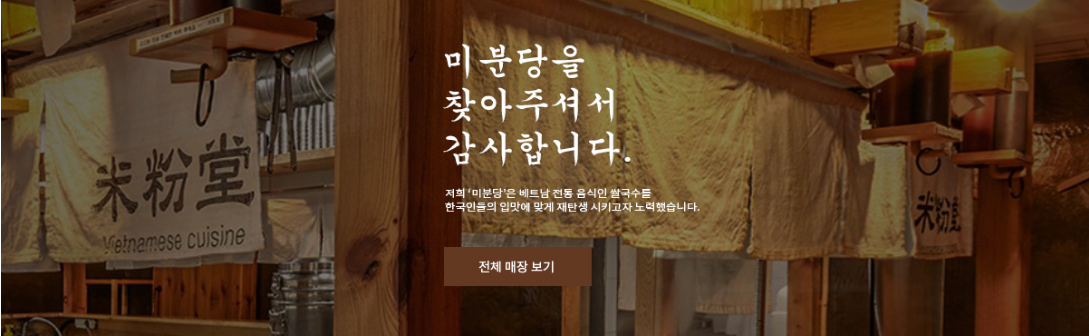 米粉堂
Vietnamese cuisine
미분당을
찾아주셔서
감사합니다.
저희 '미분당'은 베트남 전통 음식인 쌀국수를
한국인들의 입맛에 맞게 재탄생 시키고자 노력했습니다.
전체 매장 보기
米粉堂